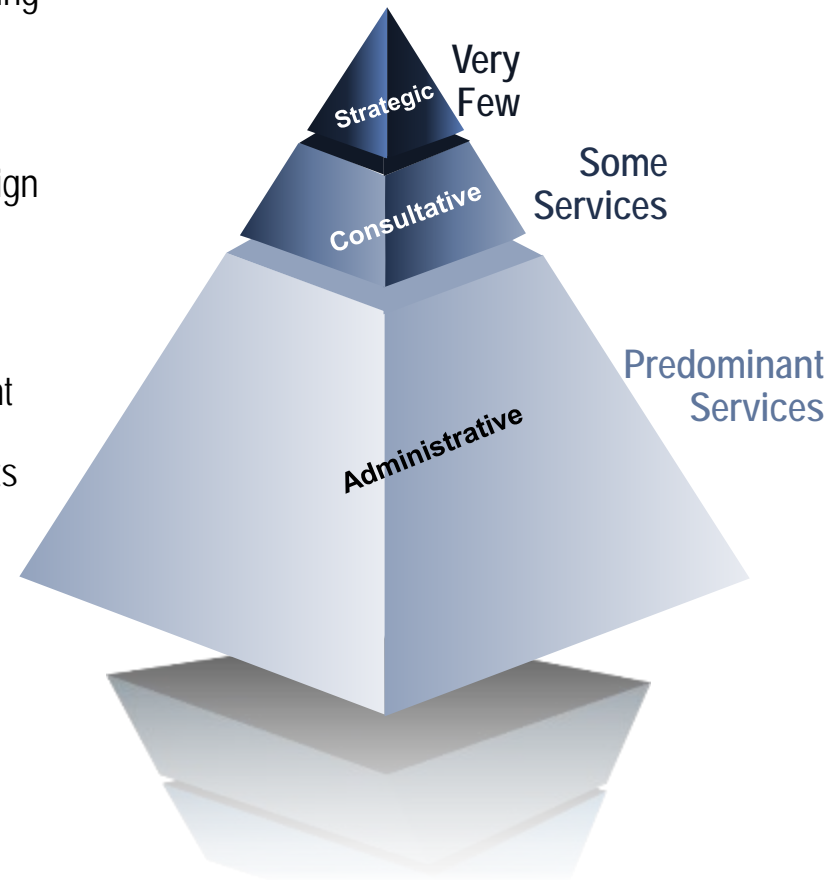 Very
Few
Strategic
Some
Services
Consultative
Predominant
Services
Administrative